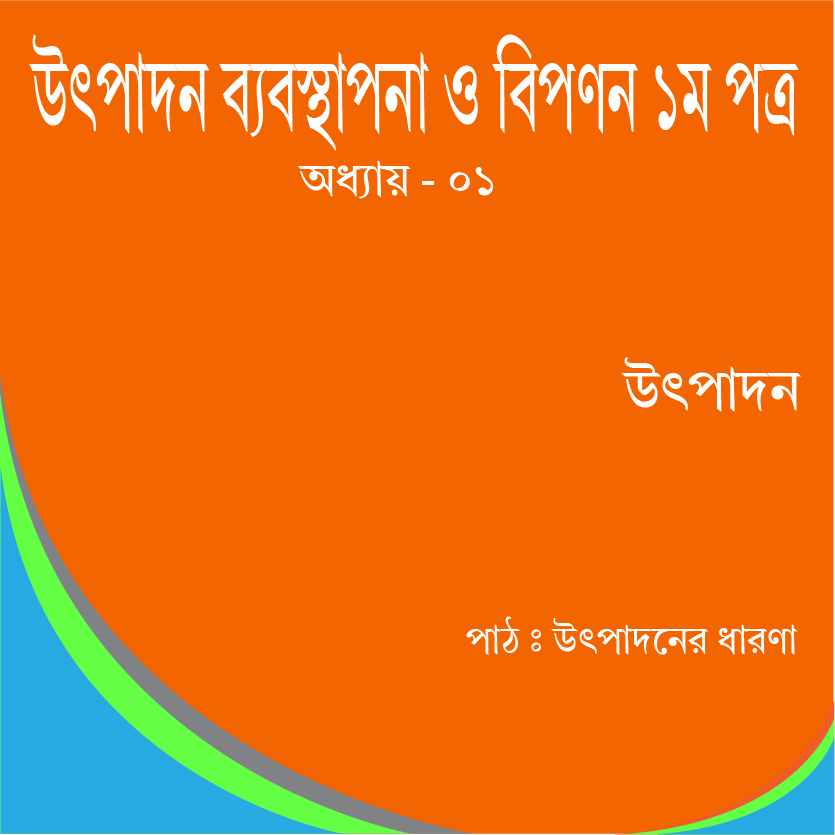 উৎপাদন ব্যবস্থাপনা ও বিপণন ১ম পত্র
অধ্যায় - ০১
উৎপাদন
পাঠ ঃ উৎপাদনের ধারণা